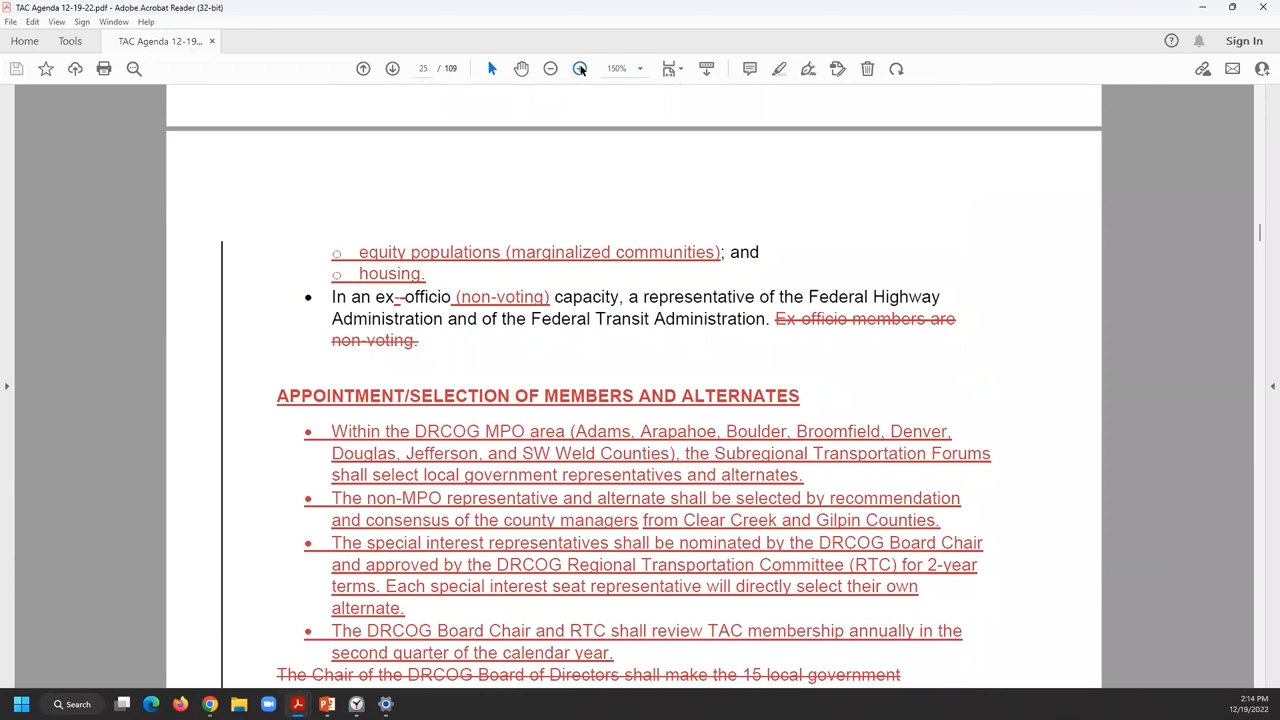 TAC Agenda 12-19-22.pdf - Adobe Acrobat Reader (32-bit)
File Edit View Sign Window Help
Home Tools TAC Agenda 12-19... × Sign In
25 / 109 150%
equity populations (marginalized communities); and
housing.
• In an ex--officio (non-voting) capacity, a representative of the Federal Highway
Administration and of the Federal Transit Administration. Ex officio members are
non-voting.
APPOINTMENT/SELECTION OF MEMBERS AND ALTERNATES
• Within the DRCOG MPO area (Adams, Arapahoe, Boulder, Broomfield, Denver,
Douglas, Jefferson, and SW Weld Counties), the Subregional Transportation Forums
shall select local government representatives and alternates.
• The non-MPO representative and alternate shall be selected by recommendation
and consensus of the county managers from Clear Creek and Gilpin Counties.
• The special interest representatives shall be nominated by the DRCOG Board Chair
and approved by the DRCOG Regional Transportation Committee (RTC) for 2-year
terms. Each special interest seat representative will directly select their own
alternate.
• The DRCOG Board Chair and RTC shall review TAC membership annually in the
second quarter of the calendar year.
The Chair of the DRCOG Board of Directors shall make the 15 local government
Search
2:14 PM
12/19/2022